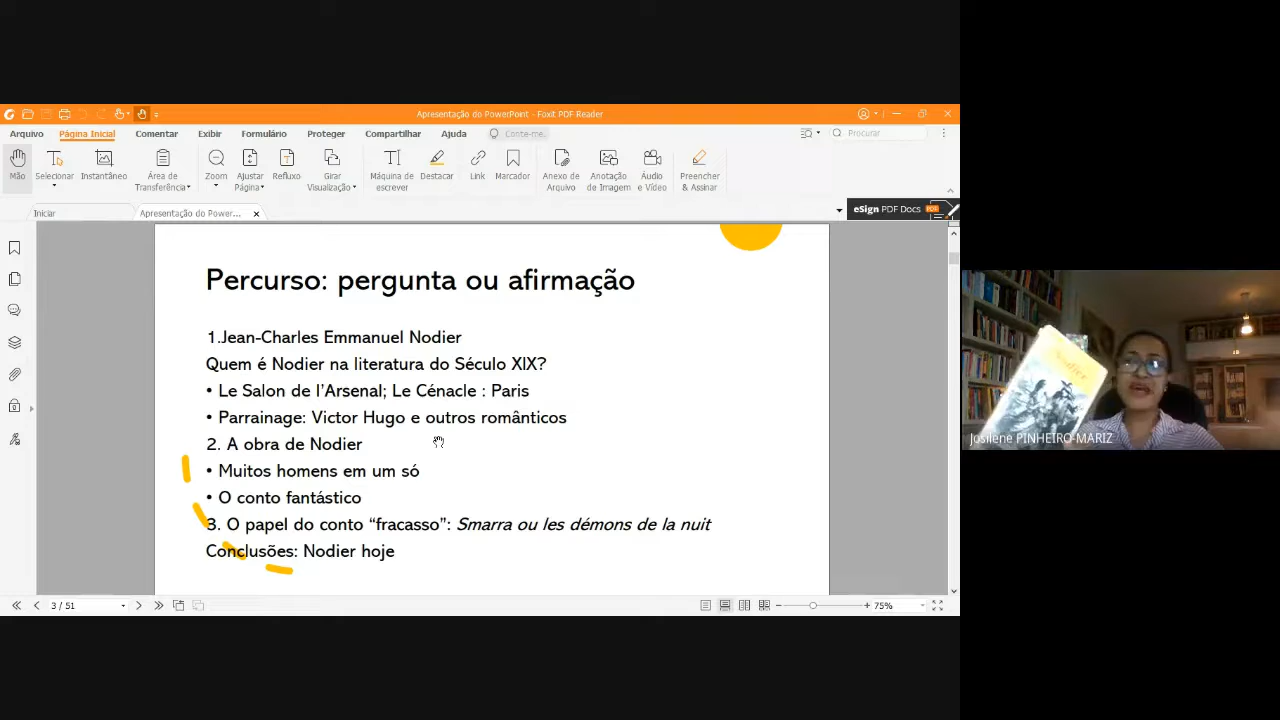 Apresentação do PowerPoint - Foxit PDF Reader
Arquivo Página Inicial Comentar Exibir Formulário Proteger Compartilhar Ajuda Conte-me. Procurar
Mão Selecionar Instantâneo Área de Transferência Zoom Ajustar Página Refluxo Girar Visualização Máquina de escrever Destacar Link Marcador Anexo de Arquivo Anotação de Imagem Áudio e Vídeo Preencher & Assinar
Iniciar Apresentação do Power... eSign PDF Docs
Percurso: pergunta ou afirmação
1.Jean-Charles Emmanuel Nodier
Quem é Nodier na literatura do Século XIX?
• Le Salon de l'Arsenal; Le Cénacle : Paris
• Parrainage: Victor Hugo e outros românticos
2. A obra de Nodier
• Muitos homens em um só
• O conto fantástico
3. O papel do conto “fracasso”: Smarra ou les démons de la nuit
Conclusões: Nodier hoje
Nodier
Josilene PINHEIRO-MARIZ
3 / 51 75%